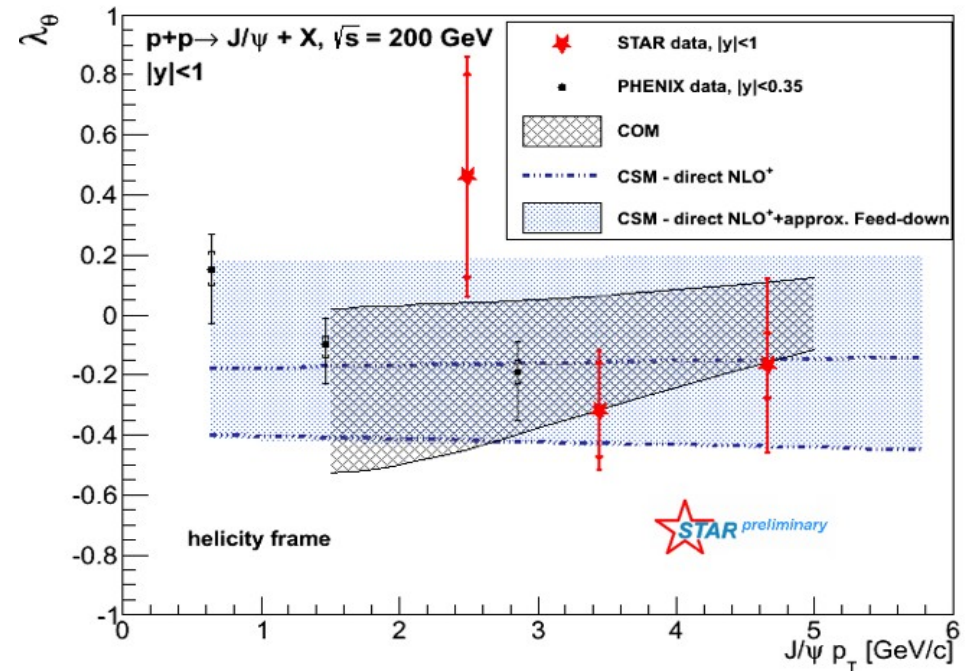 λθ
p+p→ J/ψ + X, √s = 200 GeV
|y|<1
STAR data, |y|<1
PHENIX data, |y|<0.35
COM
CSM - direct NLO⁺
CSM - direct NLO⁺+approx. Feed-down
1
0.8
0.6
0.4
0.2
0
-0.2
-0.4
-0.6
-0.8
-1
helicity frame
STAR preliminary
0 1 2 3 4 5 6
J/ψ p_T [GeV/c]